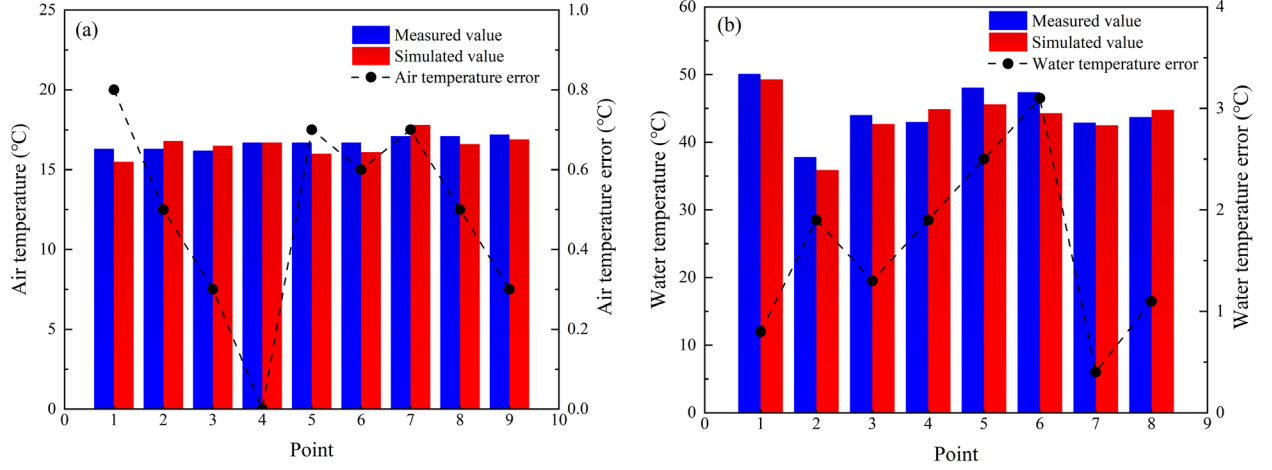 (a)
Measured value
Simulated value
Air temperature error
25
20
15
10
5
0
Air temperature (°C)
1.0
0.8
0.6
0.4
0.2
0.0
Air temperature error (°C)
0 1 2 3 4 5 6 7 8 9 10
Point
(b)
Measured value
Simulated value
Water temperature error
60
50
40
30
20
10
0
Water temperature (°C)
4
3
2
1
0
Water temperature error (°C)
0 1 2 3 4 5 6 7 8 9
Point